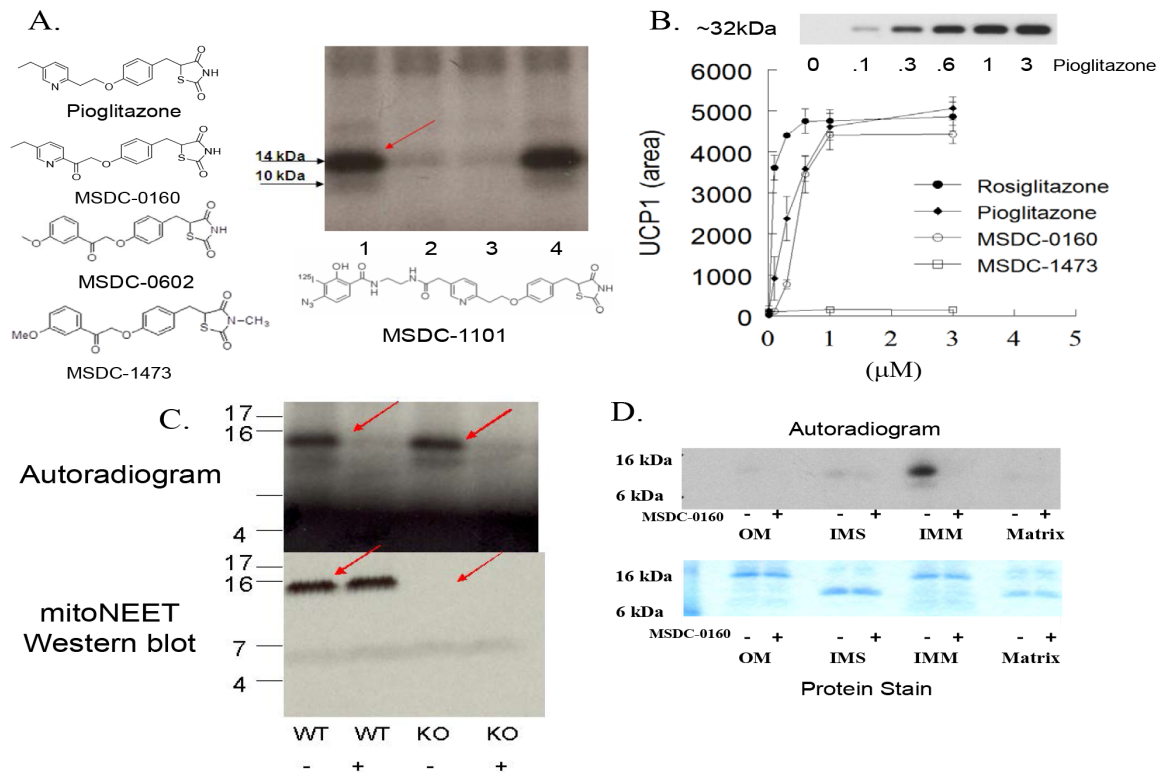 A.
Pioglitazone
MSDC-0160
MSDC-0602
MSDC-1473
14 kDa
10 kDa
1 2 3 4
MSDC-1101
B.
~32kDa
0 .1 .3 .6 1 3 Pioglitazone
UCP1 (area)
6000
5000
4000
3000
2000
1000
0
0 1 2 3 4 5
(μM)
Rosiglitazone
Pioglitazone
MSDC-0160
MSDC-1473
C.
Autoradiogram
17
16
4
mitoNEET
Western blot
17
16
7
4
WT WT KO KO
- + - +
D.
Autoradiogram
16 kDa
6 kDa
MSDC-0160 - + - + - + - +
OM IMS IMM Matrix
16 kDa
6 kDa
MSDC-0160 - + - + - + - +
OM IMS IMM Matrix
Protein Stain